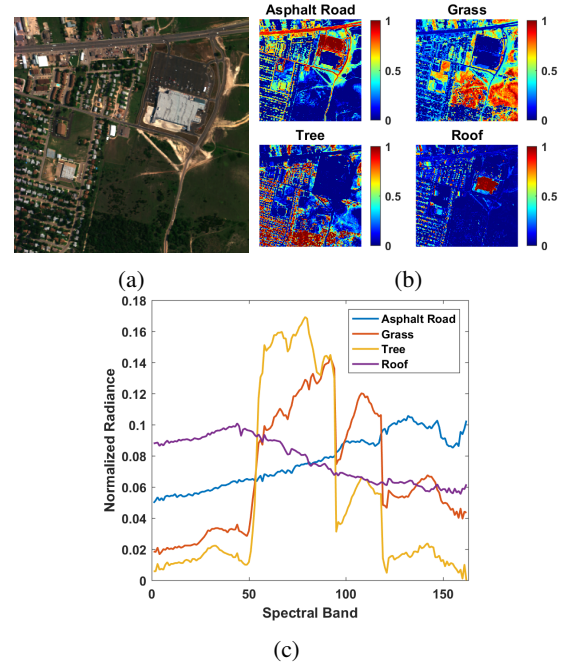 Asphalt Road Grass
1 1
0.5 0.5
0 0
Tree Roof
1 1
0.5 0.5
0 0
(a) (b)
0.18
0.16
0.14
0.12
0.1
0.08
0.06
0.04
0.02
0
Normalized Radiance
Asphalt Road
Grass
Tree
Roof
0 50 100 150
Spectral Band
(c)